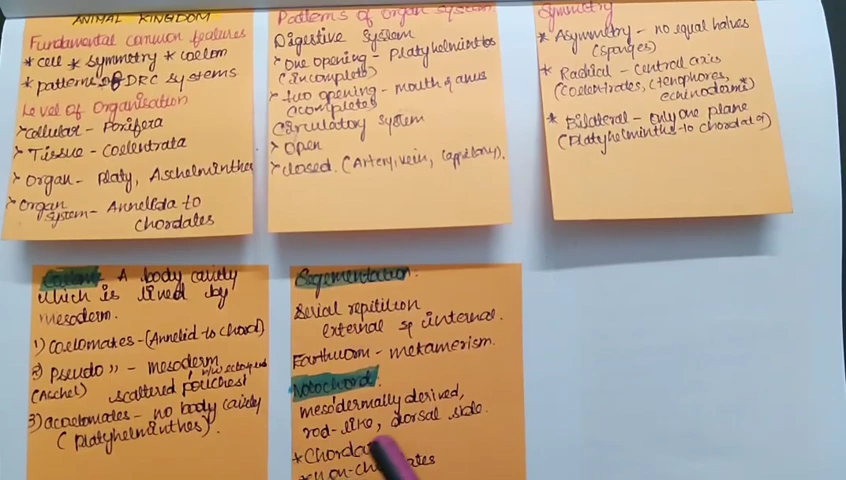 ANIMAL KINGDOM
Fundamental common features
* cell * symmetry * coelom
* patterns of DRC systems
Level of Organisation
> cellular - Porifera
> Tissue - Coelentrata
> Organ - Platy, Aschelminthes
> Organ system - Annelida to
chordates
Patterns of organ system
Digestive System
> One opening - Platyhelminthes
(incomplete)
> two opening - mouth & anus
(complete)
Circulatory system
> Open
> closed. (Artery, vein, capillary).
Symmetry
* Asymmetry - no equal halves
(sponges)
* Radial - central axis
(Coelentrates, Ctenophores,
echinoderms*)
* Bilateral - only one plane
(Platyhelminthes to chordates)
Coelom A body cavity
which is lined by
mesoderm.
1) Coelomates - (Annelid to chord)
2) Pseudo " - mesoderm
(Aschel) scattered pouches
3) acoelomates - no body cavity
(Platyhelminthes).
Segementation.
Serial repitition
external & internal.
Earthworm - metamerism.
Notochord.
mesodermally derived,
rod-like, dorsal side.